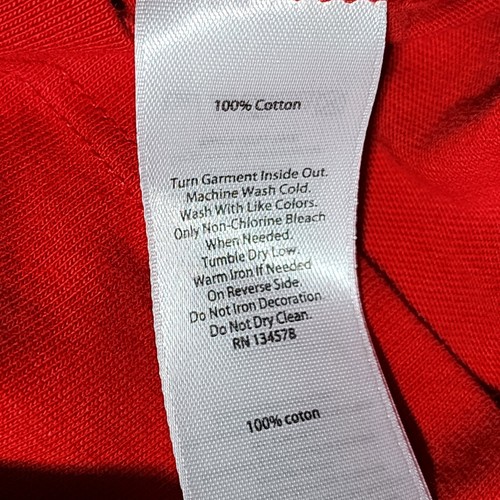 100% Cotton
Turn Garment Inside Out.
Machine Wash Cold.
Wash With Like Colors.
Only Non-Chlorine Bleach
When Needed.
Tumble Dry Low.
Warm Iron If Needed
On Reverse Side.
Do Not Iron Decoration.
Do Not Dry Clean.
RN 134578
100% coton